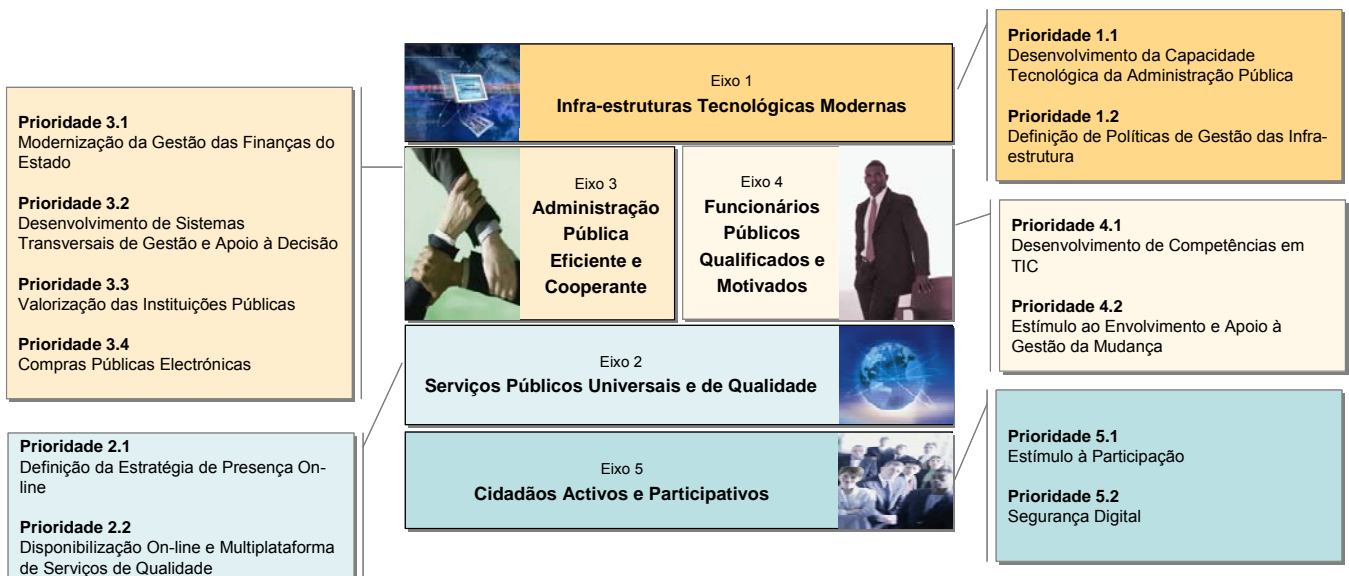 Eixo 1
Infra-estruturas Tecnológicas Modernas
Prioridade 1.1
Desenvolvimento da Capacidade
Tecnológica da Administração Pública
Prioridade 1.2
Definição de Políticas de Gestão das Infra-
estrutura
Prioridade 3.1
Modernização da Gestão das Finanças do
Estado
Prioridade 3.2
Desenvolvimento de Sistemas
Transversais de Gestão e Apoio à Decisão
Prioridade 3.3
Valorização das Instituições Públicas
Prioridade 3.4
Compras Públicas Electrónicas
Eixo 3
Administração
Pública
Eficiente e
Cooperante
Eixo 4
Funcionários
Públicos
Qualificados e
Motivados
Prioridade 4.1
Desenvolvimento de Competências em
TIC
Prioridade 4.2
Estímulo ao Envolvimento e Apoio à
Gestão da Mudança
Eixo 2
Serviços Públicos Universais e de Qualidade
Prioridade 2.1
Definição da Estratégia de Presença On-
line
Prioridade 2.2
Disponibilização On-line e Multiplataforma
de Serviços de Qualidade
Eixo 5
Cidadãos Activos e Participativos
Prioridade 5.1
Estímulo à Participação
Prioridade 5.2
Segurança Digital